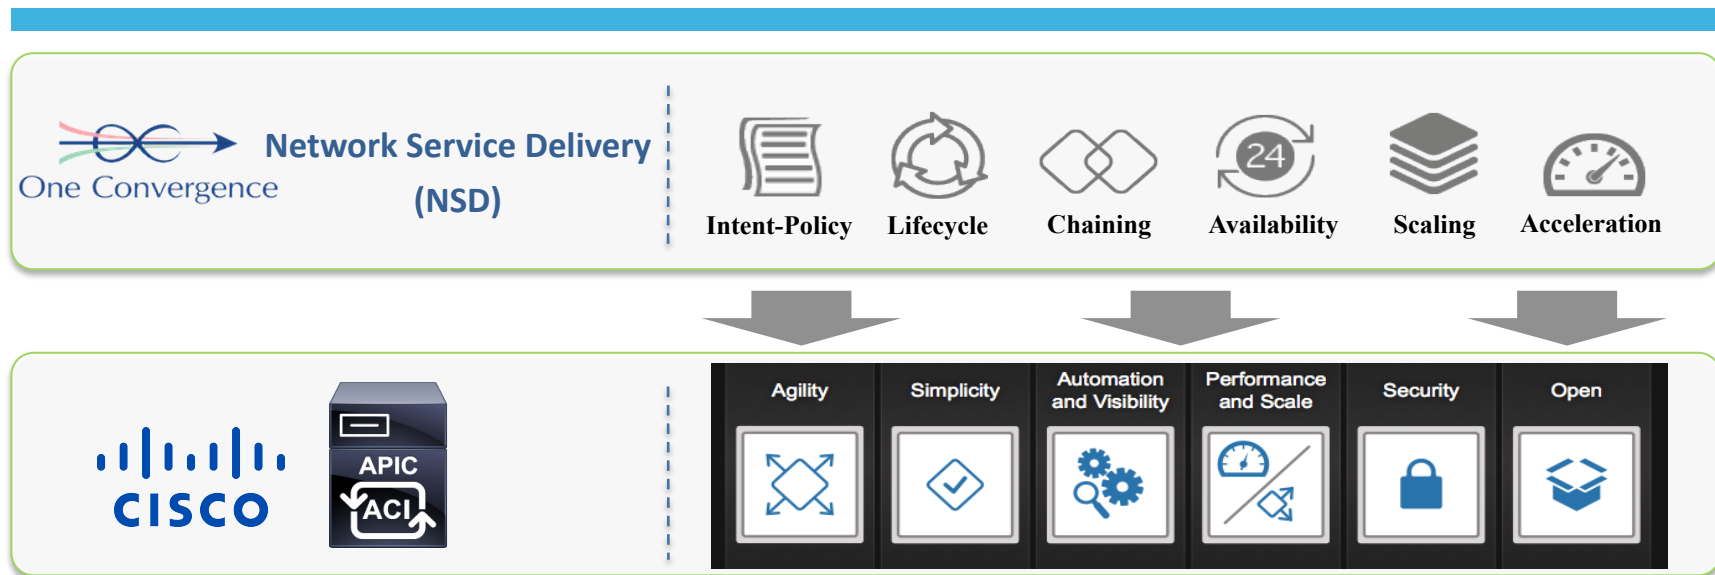 One Convergence
Network Service Delivery
(NSD)
Intent-Policy
Lifecycle
Chaining
24
Availability
Scaling
Acceleration
CISCO
APIC
ACI
Agility
Simplicity
Automation
and Visibility
Performance
and Scale
Security
Open